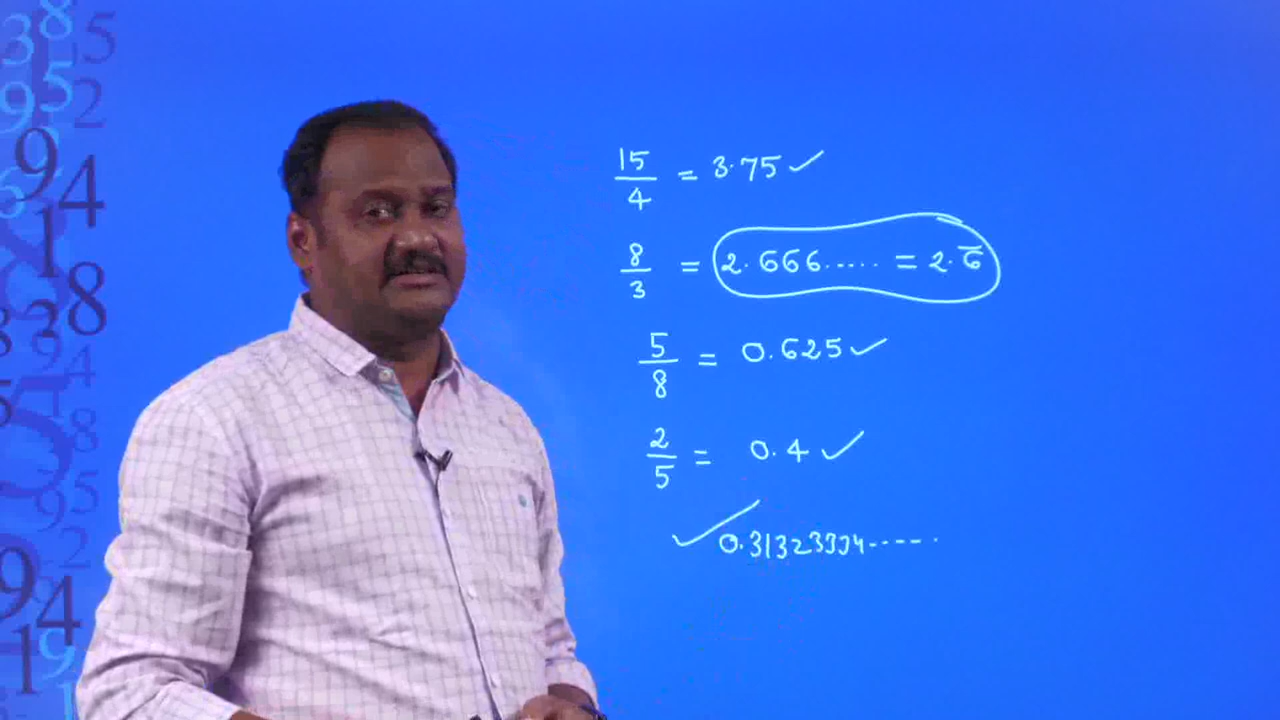 15/4 = 3.75 ✓
8/3 = 2.666..... = 2.6̅
5/8 = 0.625 ✓
2/5 = 0.4 ✓
✓ 0.31323334-----.